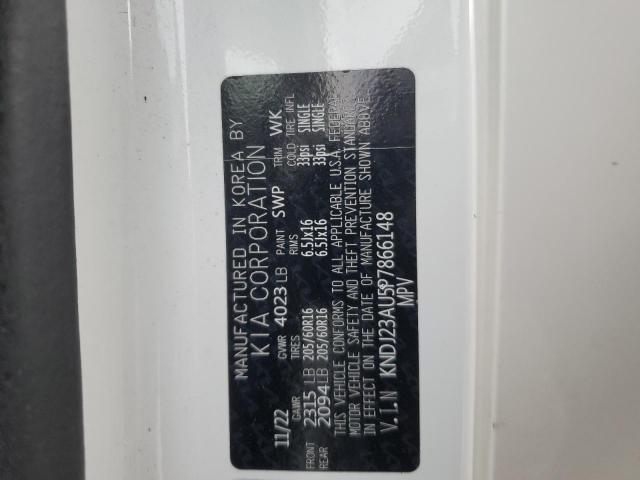 MANUFACTURED IN KOREA BY
KIA CORPORATION
11/22 GVWR 4023 LB PAINT SWP TRIM WK
GAWR TIRES RIMS COLD TIRE INFL
FRONT 2315 LB 205/60R16 6.5Jx16 33psi SINGLE
REAR 2094 LB 205/60R16 6.5Jx16 33psi SINGLE
THIS VEHICLE CONFORMS TO ALL APPLICABLE U.S.A. FEDERAL
MOTOR VEHICLE SAFETY AND THEFT PREVENTION STANDARDS
IN EFFECT ON THE DATE OF MANUFACTURE SHOWN ABOVE.
V.I.N KNDJ23AU5P7866148
MPV